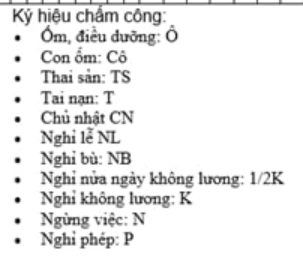 Ký hiệu chấm công:
• Ốm, điều dưỡng: Ô
• Con ốm: Cô
• Thai sản: TS
• Tai nạn: T
• Chủ nhật CN
• Nghỉ lễ NL
• Nghỉ bù: NB
• Nghỉ nửa ngày không lương: 1/2K
• Nghỉ không lương: K
• Ngừng việc: N
• Nghỉ phép: P